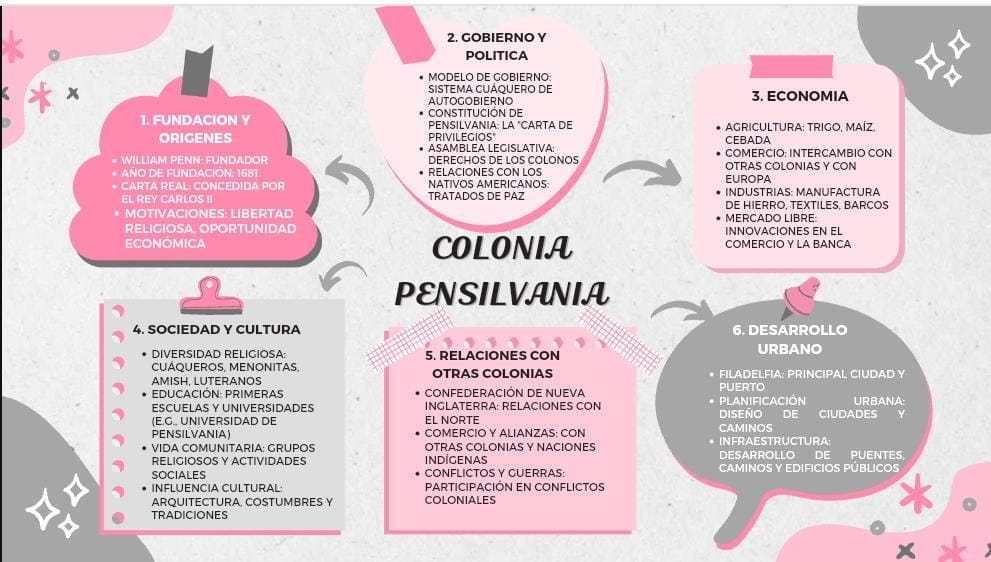 COLONIA
PENSILVANIA
1. FUNDACION Y
ORIGENES
WILLIAM PENN: FUNDADOR
AÑO DE FUNDACIÓN: 1681
CARTA REAL: CONCEDIDA POR
EL REY CARLOS II
MOTIVACIONES: LIBERTAD
RELIGIOSA, OPORTUNIDAD
ECONÓMICA
2. GOBIERNO Y
POLITICA
MODELO DE GOBIERNO:
SISTEMA CUÁQUERO DE
AUTOGOBIERNO
CONSTITUCIÓN DE
PENSILVANIA: LA "CARTA DE
PRIVILEGIOS"
ASAMBLEA LEGISLATIVA:
DERECHOS DE LOS COLONOS
RELACIONES CON LOS
NATIVOS AMERICANOS:
TRATADOS DE PAZ
3. ECONOMIA
AGRICULTURA: TRIGO, MAÍZ,
CEBADA
COMERCIO: INTERCAMBIO CON
OTRAS COLONIAS Y CON
EUROPA
INDUSTRIAS: MANUFACTURA
DE HIERRO, TEXTILES, BARCOS
MERCADO LIBRE:
INNOVACIONES EN EL
COMERCIO Y LA BANCA
4. SOCIEDAD Y CULTURA
DIVERSIDAD RELIGIOSA:
CUÁQUEROS, MENONITAS,
AMISH, LUTERANOS
EDUCACIÓN: PRIMERAS
ESCUELAS Y UNIVERSIDADES
(E.G., UNIVERSIDAD DE
PENSILVANIA)
VIDA COMUNITARIA: GRUPOS
RELIGIOSOS Y ACTIVIDADES
SOCIALES
INFLUENCIA CULTURAL:
ARQUITECTURA, COSTUMBRES Y
TRADICIONES
5. RELACIONES CON
OTRAS COLONIAS
CONFEDERACIÓN DE NUEVA
INGLATERRA: RELACIONES CON
EL NORTE
COMERCIO Y ALIANZAS: CON
OTRAS COLONIAS Y NACIONES
INDÍGENAS
CONFLICTOS Y GUERRAS:
PARTICIPACIÓN EN CONFLICTOS
COLONIALES
6. DESARROLLO
URBANO
FILADELFIA: PRINCIPAL CIUDAD Y
PUERTO
PLANIFICACIÓN URBANA:
DISEÑO DE CIUDADES Y
CAMINOS
INFRAESTRUCTURA:
DESARROLLO DE PUENTES,
CAMINOS Y EDIFICIOS PÚBLICOS